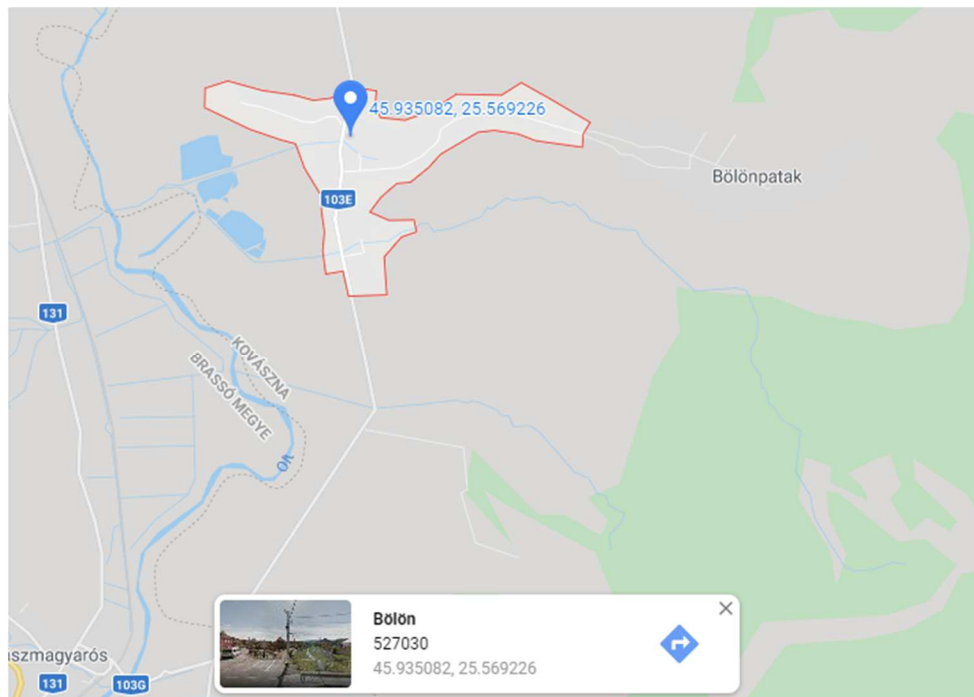 45.935082, 25.569226
Bölönpatak
103E
131
KOVÁSZNA
BRASSÓ MEGYE
Olt
szmagyarós
131
103G
Bölön
527030
45.935082, 25.569226